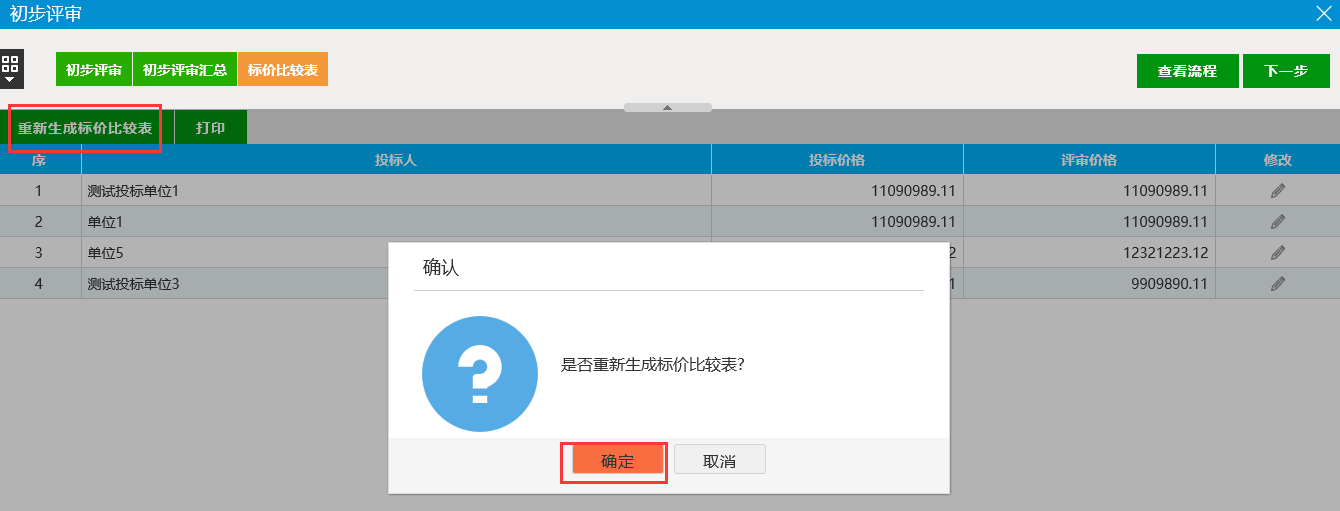 初步评审
初步评审 初步评审汇总 标价比较表 查看流程 下一步
重新生成标价比较表 打印
序 投标人 投标价格 评审价格 修改
1 测试投标单位1 11090989.11 11090989.11
2 单位1 11090989.11 11090989.11
3 单位5 2 12321223.12
4 测试投标单位3 1 9909890.11
确认
是否重新生成标价比较表?
确定 取消